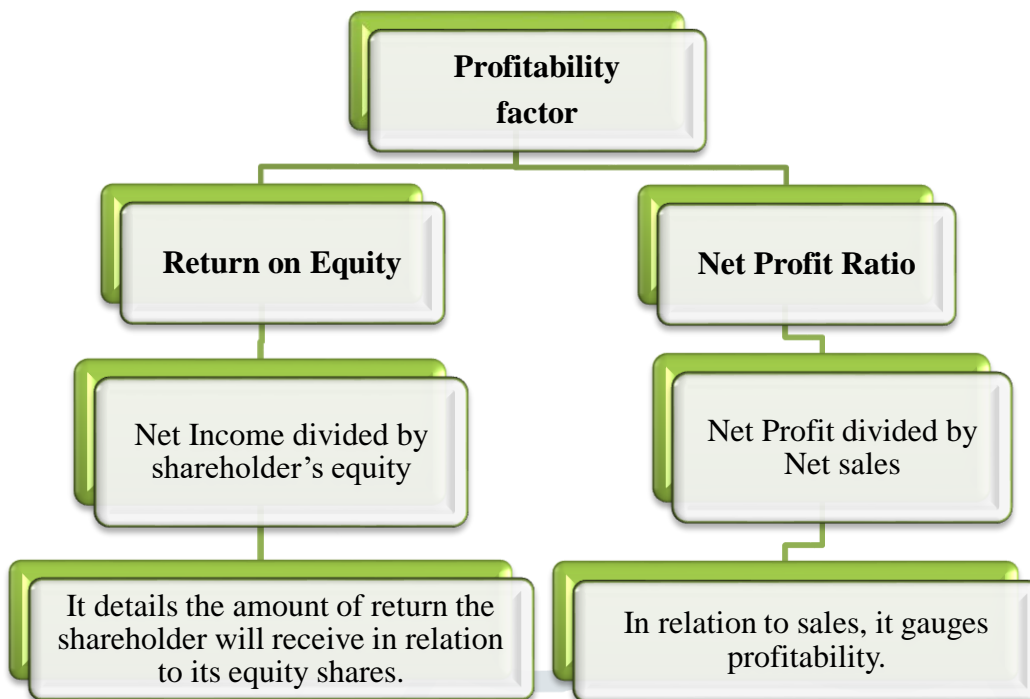 Profitability
factor
Return on Equity
Net Profit Ratio
Net Income divided by
shareholder’s equity
Net Profit divided by
Net sales
It details the amount of return the
shareholder will receive in relation
to its equity shares.
In relation to sales, it gauges
profitability.